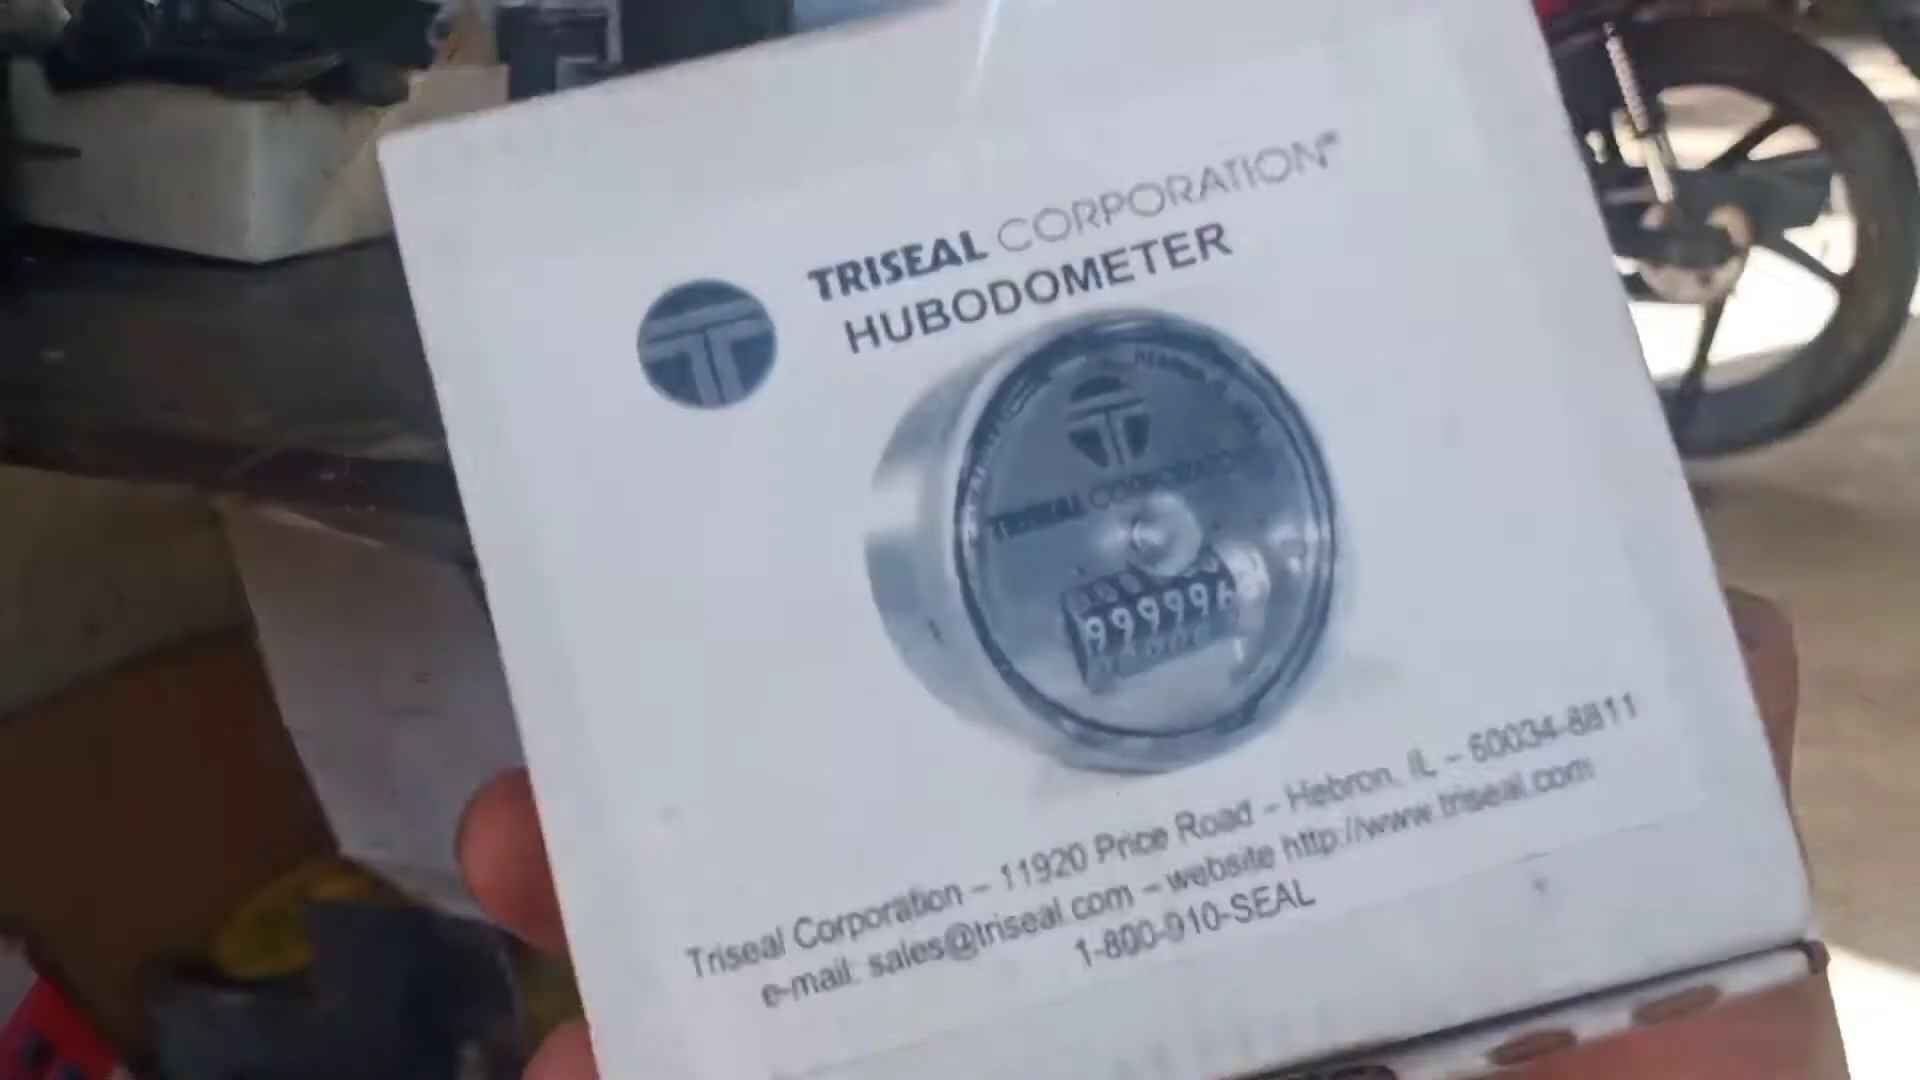 TRISEAL CORPORATION®
HUBODOMETER
TRISEAL CORPORATION
99999
Triseal Corporation – 11920 Price Road – Hebron, IL – 60034-8811
e-mail: sales@triseal.com – website http://www.triseal.com
1-800-910-SEAL